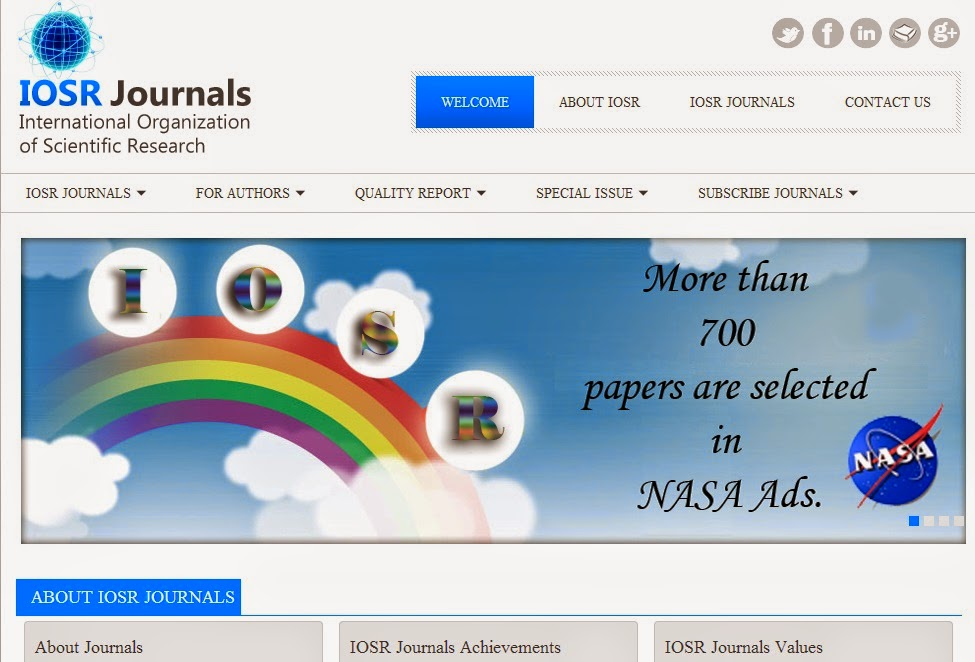 IOSR Journals
International Organization
of Scientific Research
f in g+
WELCOME ABOUT IOSR IOSR JOURNALS CONTACT US
IOSR JOURNALS FOR AUTHORS QUALITY REPORT SPECIAL ISSUE SUBSCRIBE JOURNALS
I O S R
More than
700
papers are selected
in
NASA Ads.
NASA
ABOUT IOSR JOURNALS
About Journals IOSR Journals Achievements IOSR Journals Values